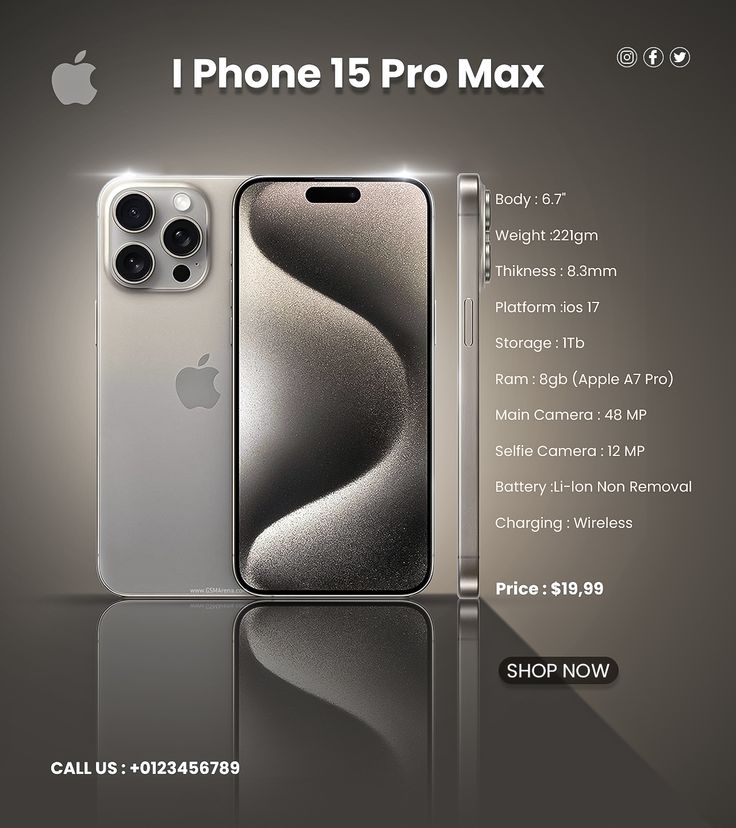 I Phone 15 Pro Max
Body : 6.7"
Weight :221gm
Thikness : 8.3mm
Platform :ios 17
Storage : 1Tb
Ram : 8gb (Apple A7 Pro)
Main Camera : 48 MP
Selfie Camera : 12 MP
Battery :Li-Ion Non Removal
Charging : Wireless
www.GSMArena.c
Price : $19,99
SHOP NOW
CALL US : +0123456789